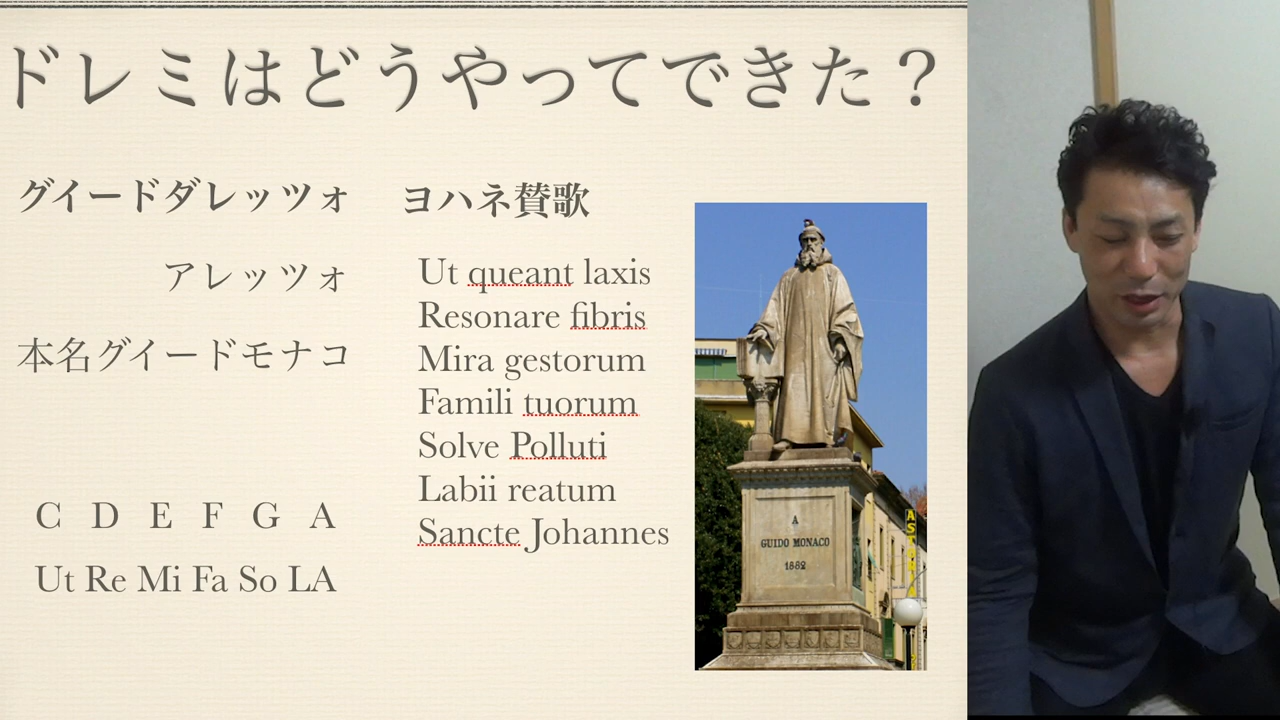 ドレミはどうやってできた？
グイードダレッツォ
アレッツォ
本名グイードモナコ
C D E F G A
Ut Re Mi Fa So LA
ヨハネ賛歌
Ut queant laxis
Resonare fibris
Mira gestorum
Famili tuorum
Solve Polluti
Labii reatum
Sancte Johannes
A
GUIDO MONACO
1882